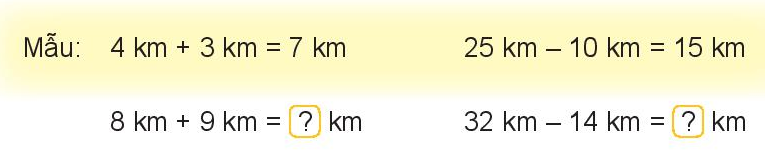 Mẫu: 4 km + 3 km = 7 km 25 km – 10 km = 15 km
8 km + 9 km = ? km 32 km – 14 km = ? km